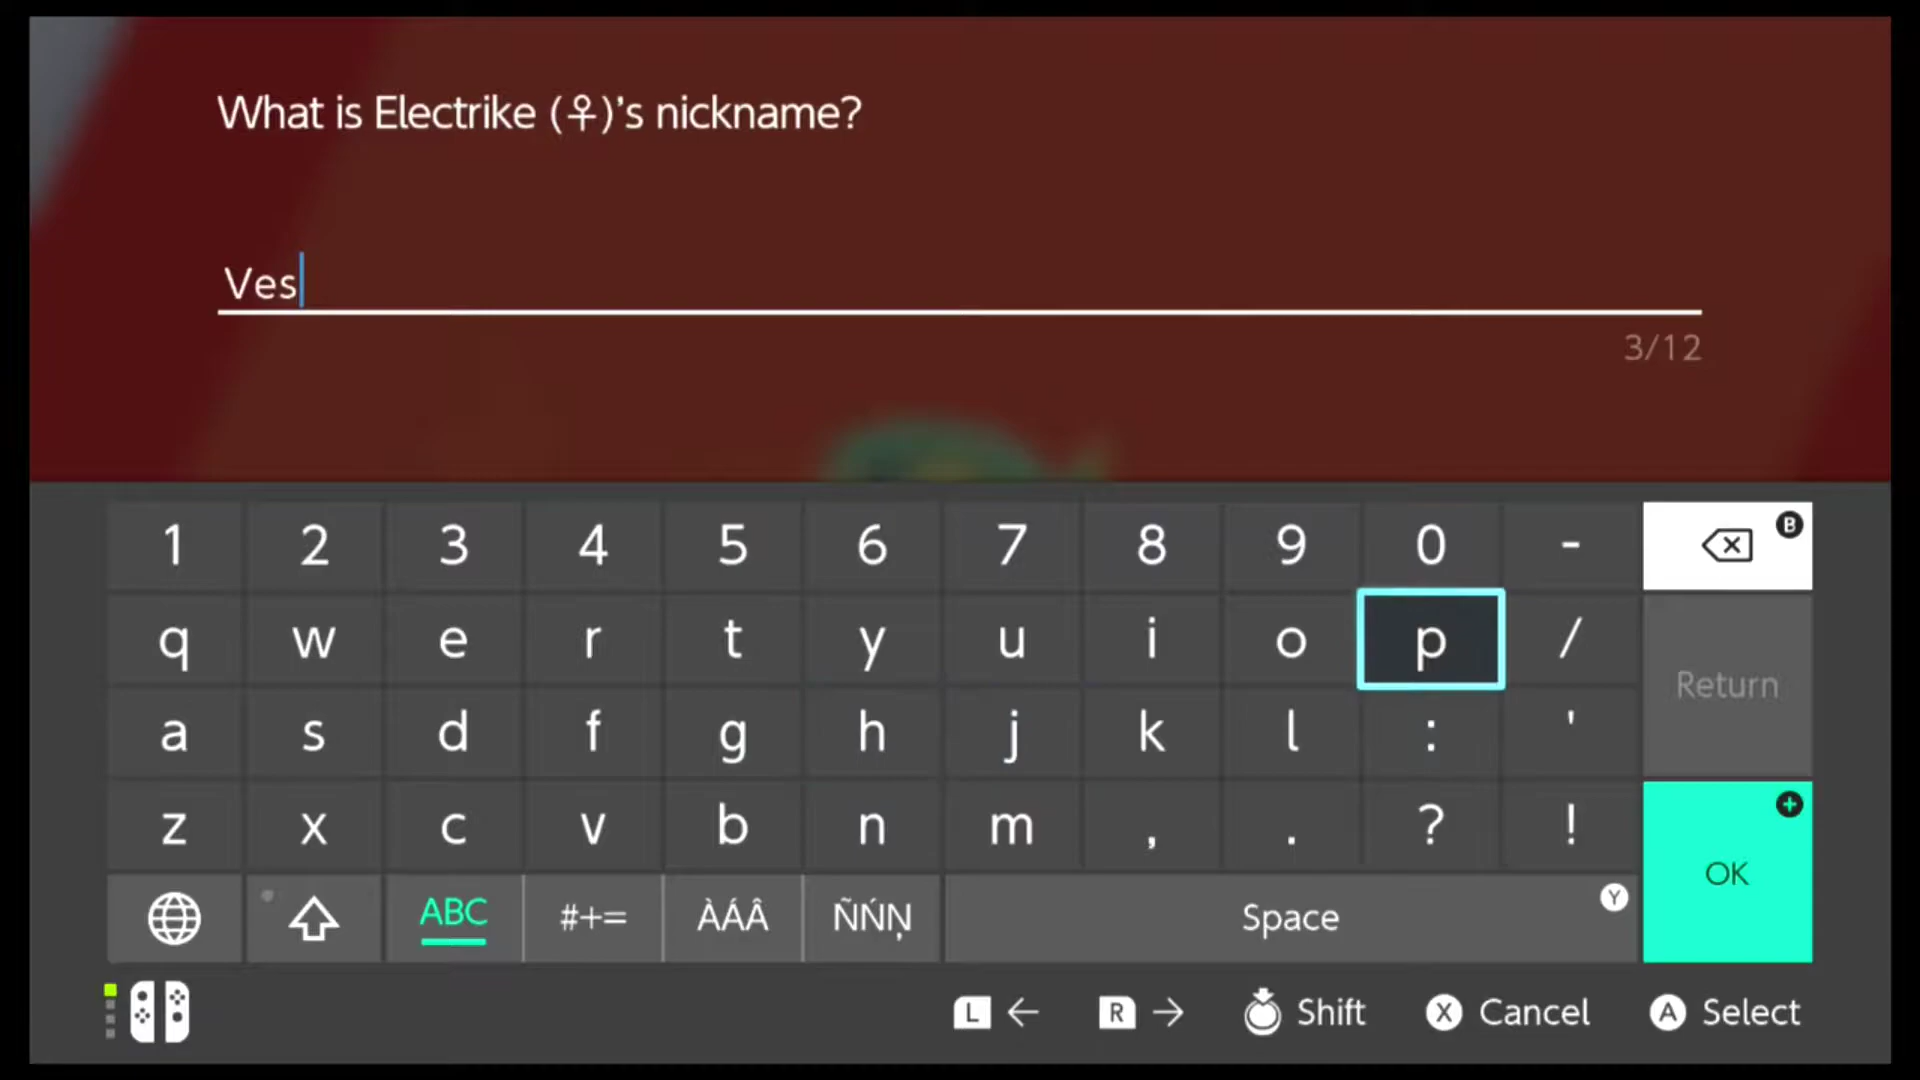 What is Electrike (♀)'s nickname?
Ves
3/12
1 2 3 4 5 6 7 8 9 0 -
B
q w e r t y u i o p /
Return
a s d f g h j k l : '
z x c v b n m , . ? !
+
OK
ABC #+= ÀÁÂ ÑŃŅ Space Y
L ← R → Shift X Cancel A Select